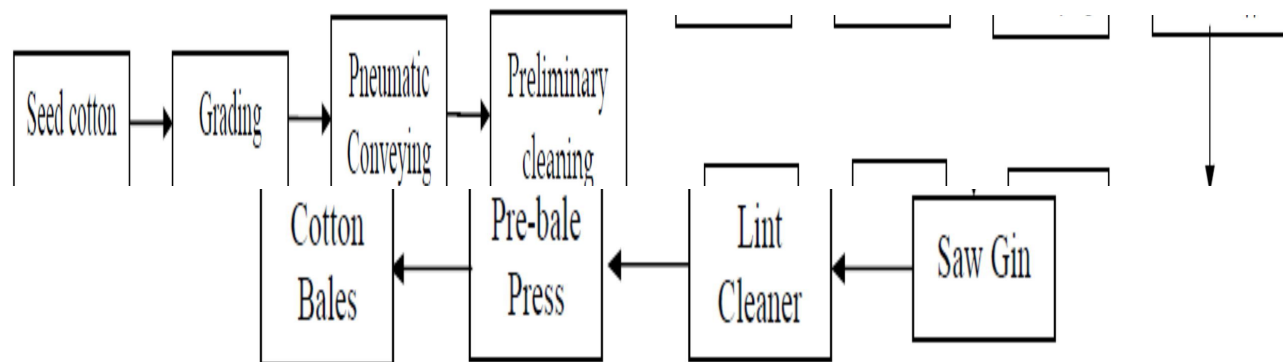 Seed cotton
Grading
Pneumatic
Conveying
Preliminary
cleaning
Cotton
Bales
Pre-bale
Press
Lint
Cleaner
Saw Gin